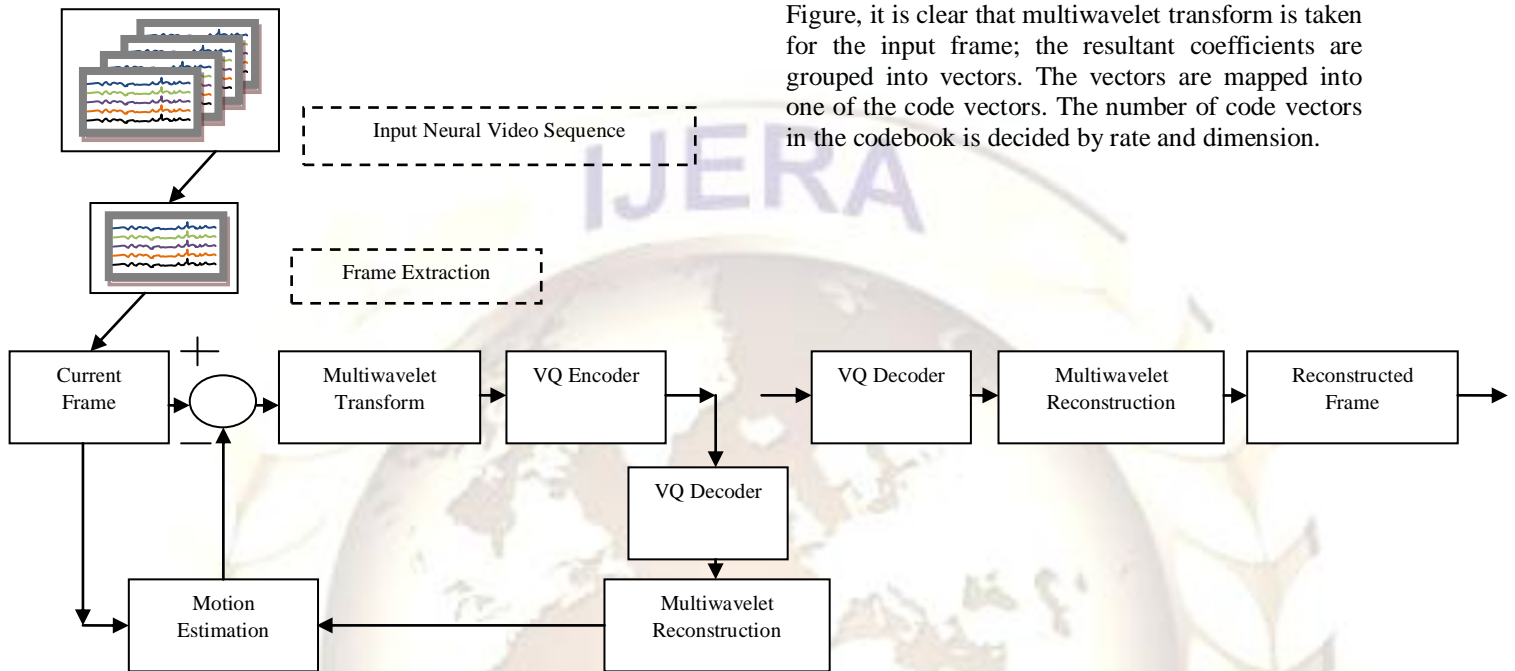 Figure, it is clear that multiwavelet transform is taken
for the input frame; the resultant coefficients are
grouped into vectors. The vectors are mapped into
one of the code vectors. The number of code vectors
in the codebook is decided by rate and dimension.
IJERA
Input Neural Video Sequence
Frame Extraction
Current
Frame
+
−
Multiwavelet
Transform
VQ Encoder
VQ Decoder
Multiwavelet
Reconstruction
Reconstructed
Frame
VQ Decoder
Motion
Estimation
Multiwavelet
Reconstruction